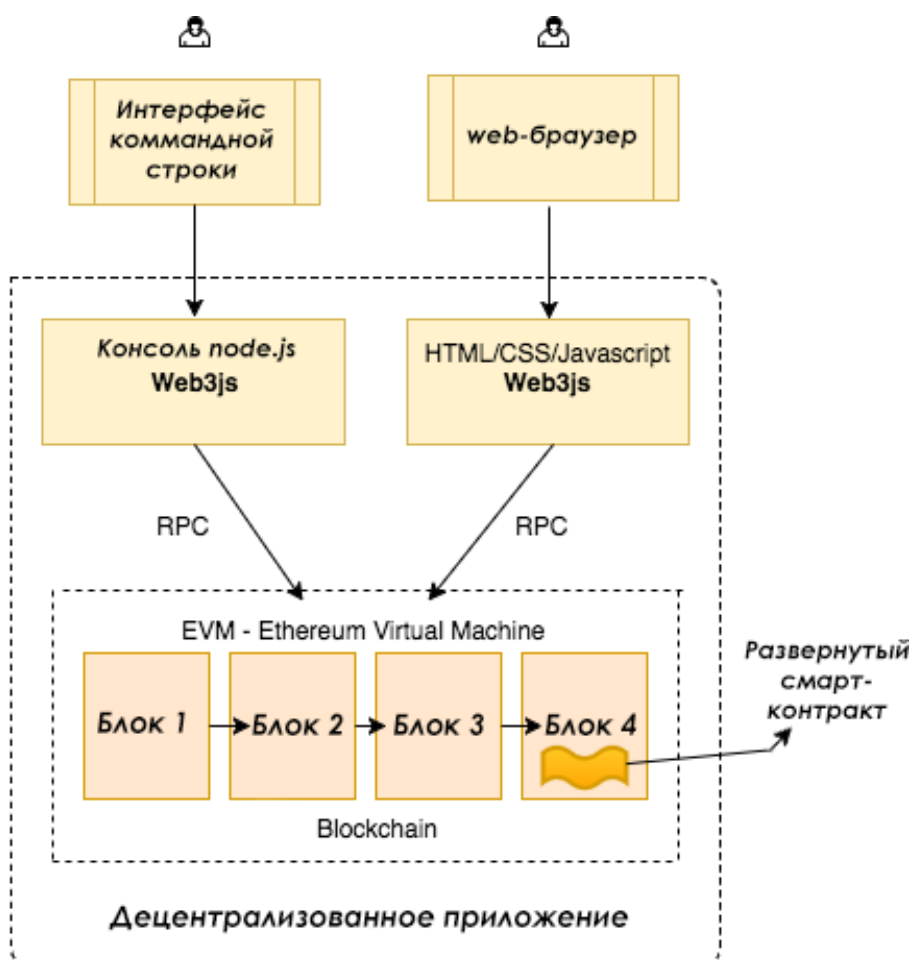 Интерфейс
коммандной
строки
web-браузер
Консоль node.js
Web3js
HTML/CSS/Javascript
Web3js
RPC
RPC
EVM - Ethereum Virtual Machine
Блок 1
Блок 2
Блок 3
Блок 4
Развернутый
смарт-
контракт
Blockchain
Децентрализованное приложение